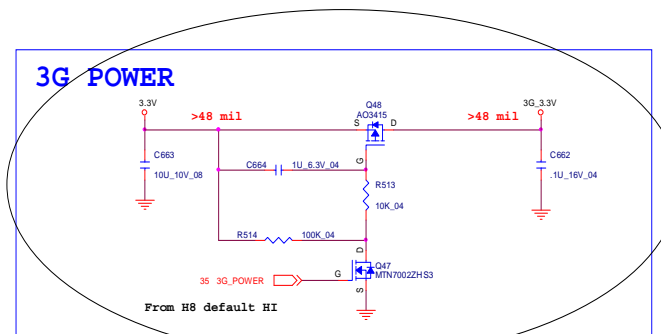 3G POWER
3.3V
>48 mil
Q48
AO3415
S
D
G
>48 mil
3G_3.3V
C663
10U_10V_08
C664
1U_6.3V_04
C662
.1U_16V_04
R513
10K_04
R514
100K_04
D
Q47
MTN7002ZHS3
G
S
35 3G_POWER
From H8 default HI